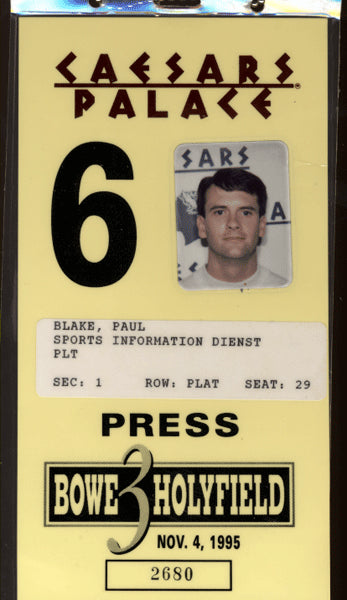 CAESARS
PALACE®
6
SARS
A
BLAKE, PAUL
SPORTS INFORMATION DIENST
PLT
SEC: 1 ROW: PLAT SEAT: 29
PRESS
BOWE 3 HOLYFIELD
NOV. 4, 1995
2680